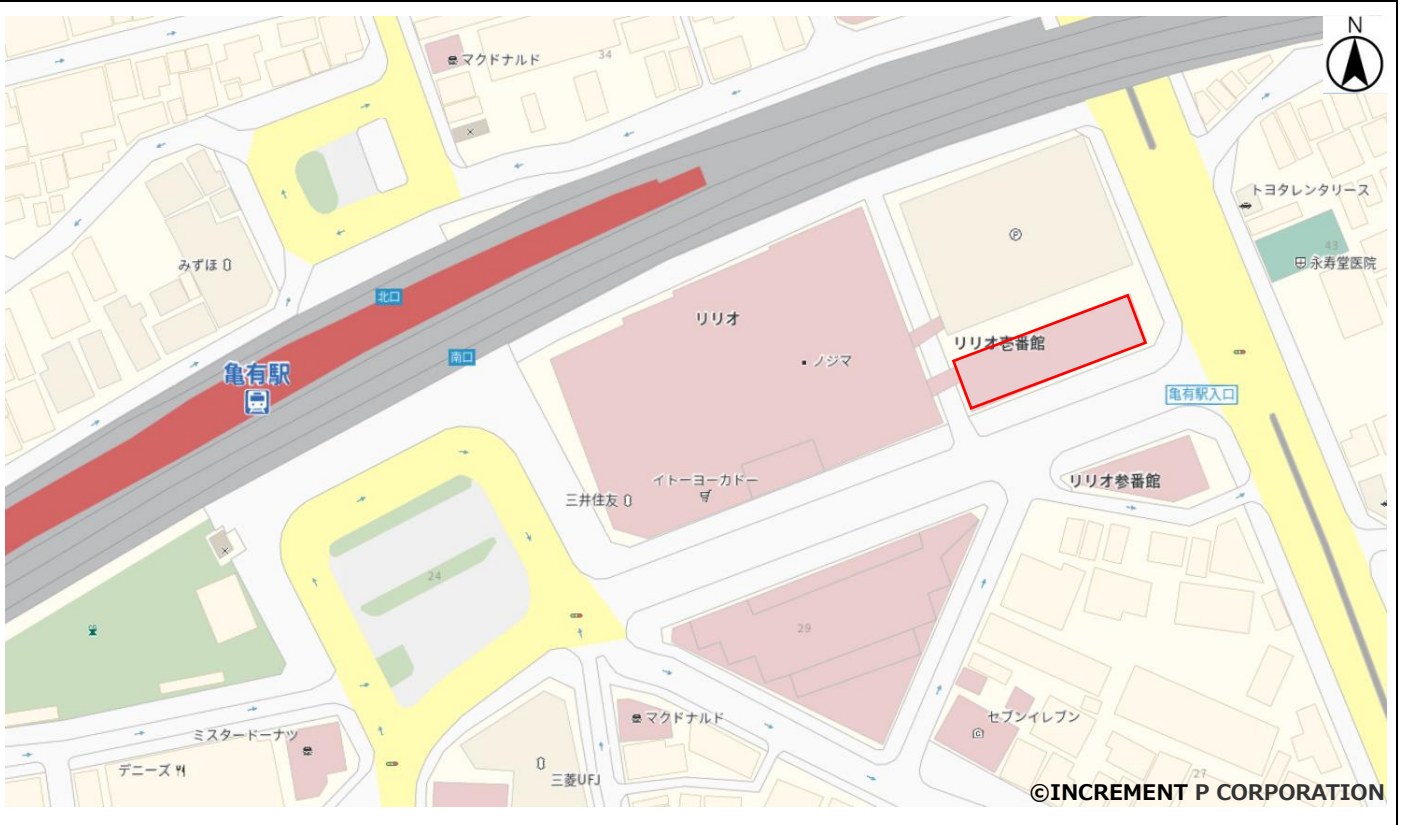 N
マクドナルド
34
トヨタレンタリース
43
永寿堂医院
みずほ
北口
リリオ
リリオ壱番館
ノジマ
南口
亀有駅
亀有駅入口
イトーヨーカドー
リリオ参番館
三井住友
24
29
マクドナルド
セブンイレブン
ミスタードーナツ
デニーズ
三菱UFJ
27
©INCREMENT P CORPORATION